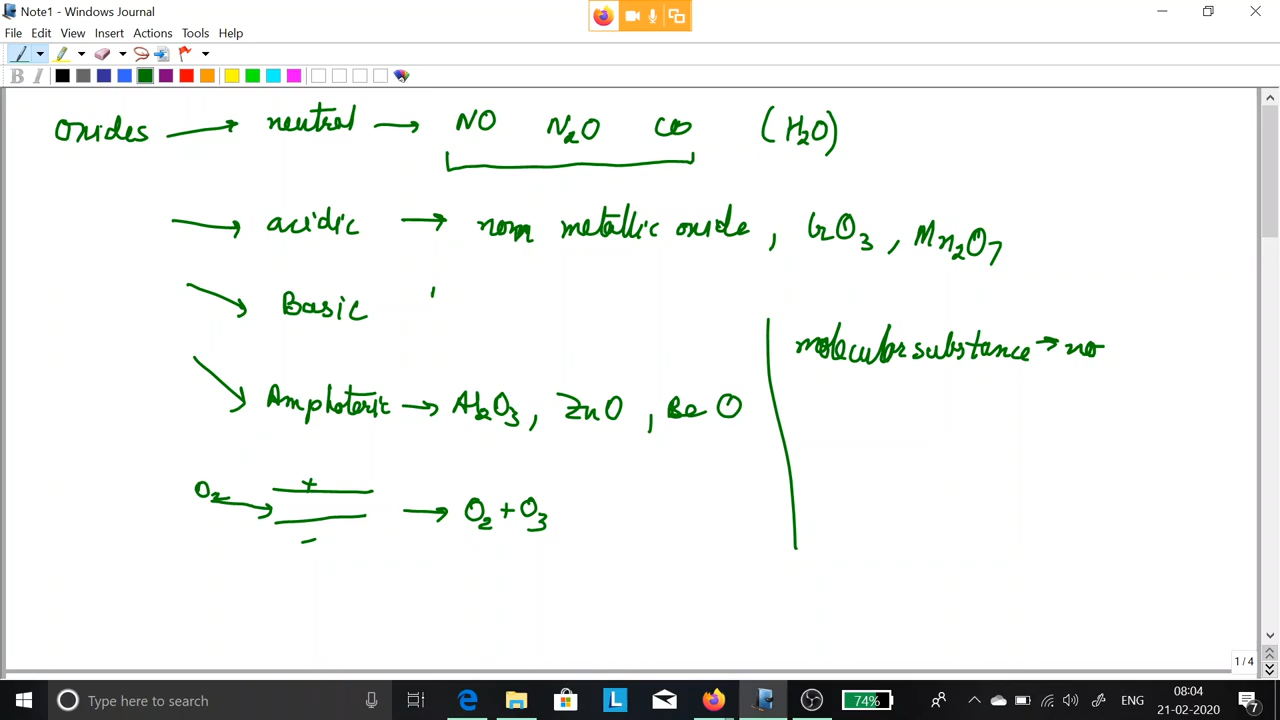 Note1 - Windows Journal
File Edit View Insert Actions Tools Help
B I
oxides → neutral → NO N₂O CO (H₂O)
→ acidic → non metallic oxide, CrO₃, Mn₂O₇
→ Basic
molecular substance → no
→ Amphoteric → Al₂O₃, ZnO, BeO
+
O₂ → → O₂ + O₃
-
1 / 4
Type here to search
74%
ENG
08:04
21-02-2020
7